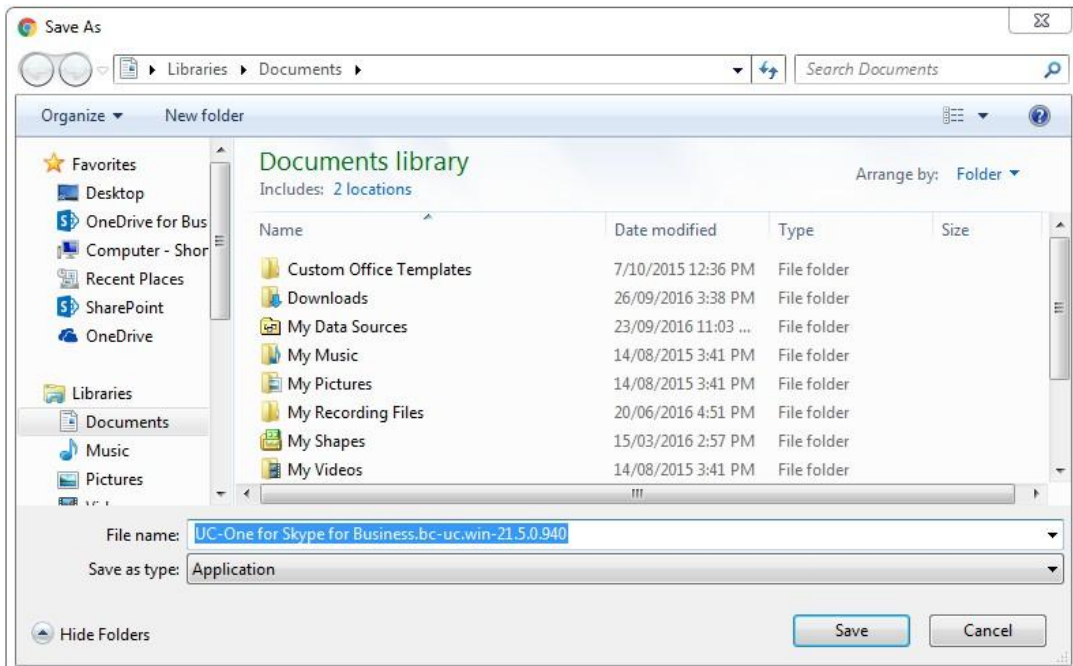 Save As
Libraries Documents
Search Documents
Organize New folder
Favorites
Desktop
OneDrive for Bus
Computer - Shor
Recent Places
SharePoint
OneDrive
Libraries
Documents
Music
Pictures
Documents library
Includes: 2 locations
Arrange by: Folder
Name Date modified Type Size
Custom Office Templates 7/10/2015 12:36 PM File folder
Downloads 26/09/2016 3:38 PM File folder
My Data Sources 23/09/2016 11:03 ... File folder
My Music 14/08/2015 3:41 PM File folder
My Pictures 14/08/2015 3:41 PM File folder
My Recording Files 20/06/2016 4:51 PM File folder
My Shapes 15/03/2016 2:57 PM File folder
My Videos 14/08/2015 3:41 PM File folder
File name: UC-One for Skype for Business.bc-uc.win-21.5.0.940
Save as type: Application
Hide Folders
Save Cancel